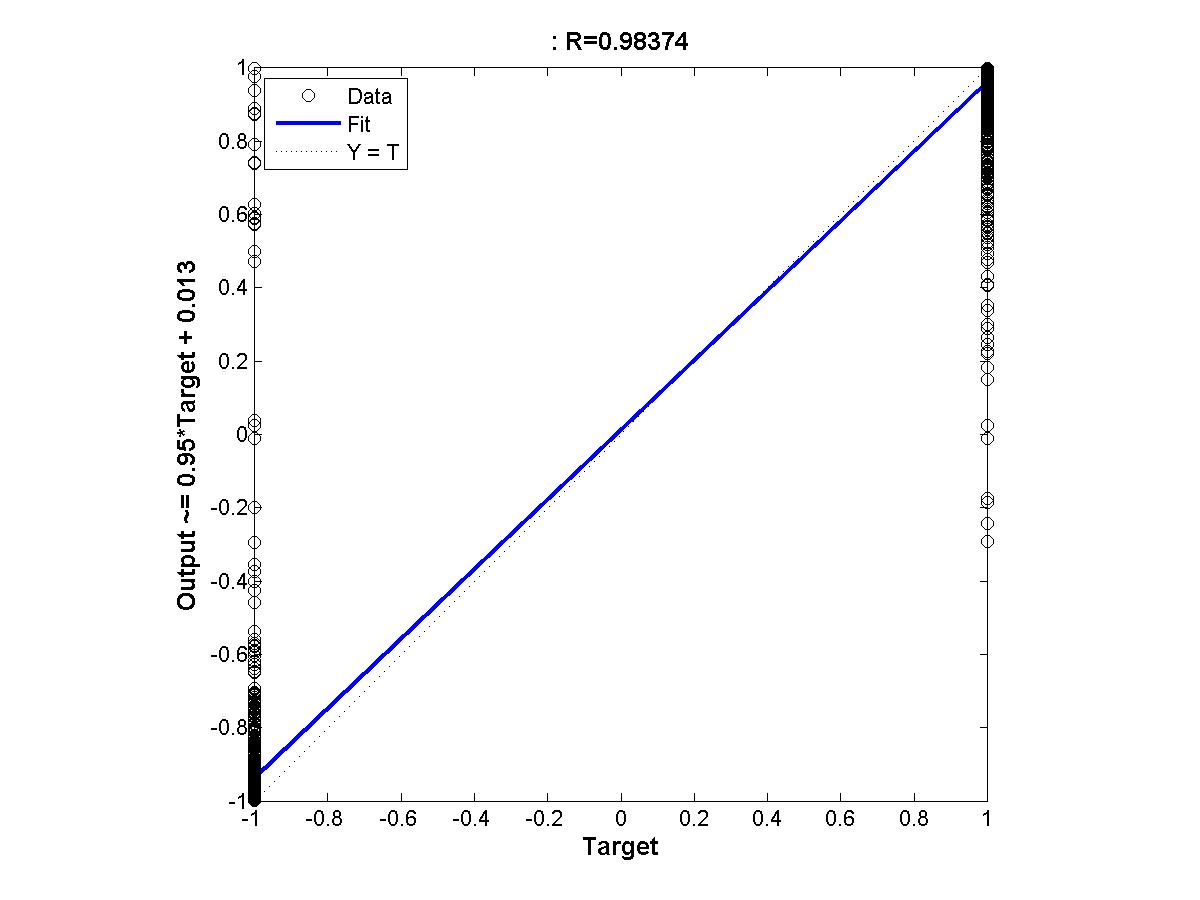 : R=0.98374
Data
Fit
Y = T
1
0.8
0.6
0.4
0.2
0
-0.2
-0.4
-0.6
-0.8
-1
Output ~= 0.95*Target + 0.013
-1 -0.8 -0.6 -0.4 -0.2 0 0.2 0.4 0.6 0.8 1
Target